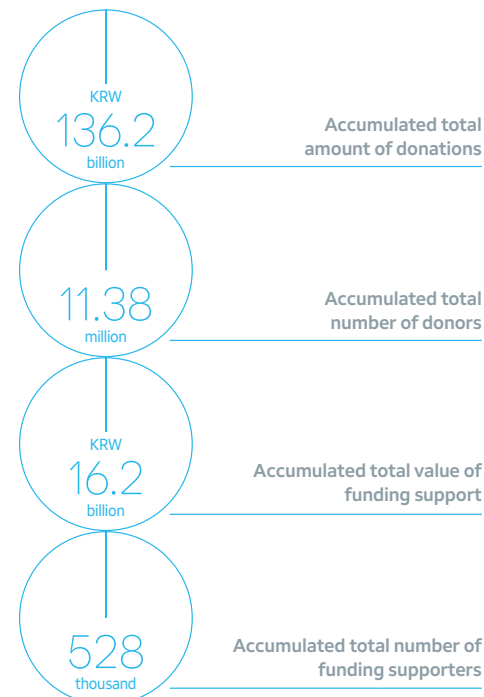 KRW
136.2
billion
Accumulated total
amount of donations
11.38
million
Accumulated total
number of donors
KRW
16.2
billion
Accumulated total value of
funding support
528
thousand
Accumulated total number of
funding supporters